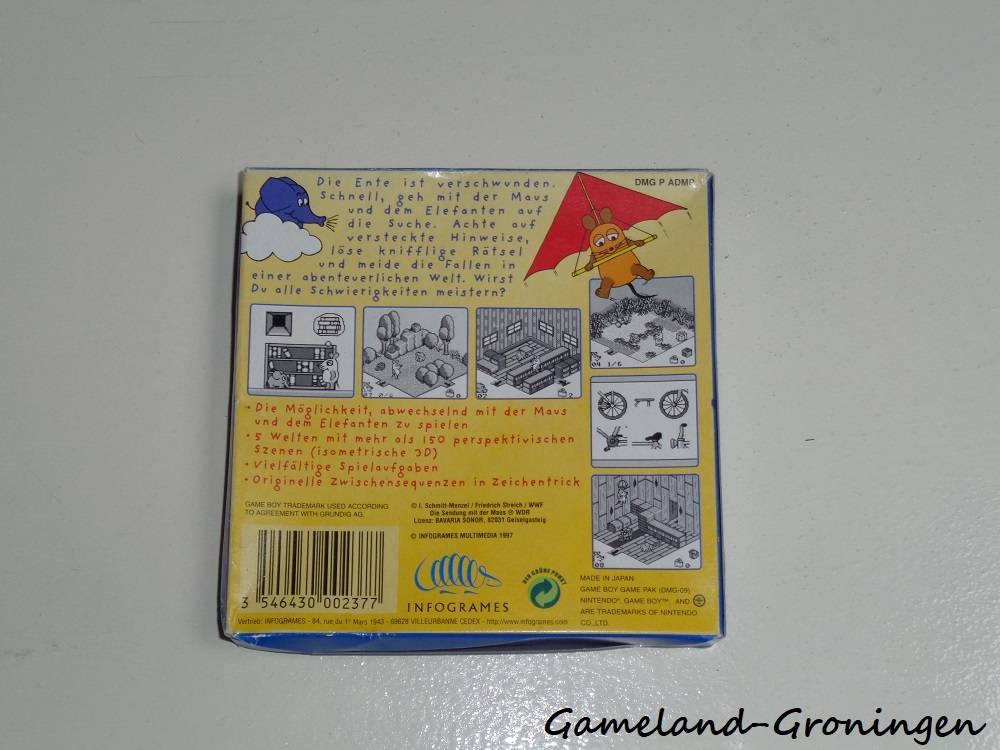 Die Ente ist verschwunden.
Schnell, geh mit der Maus
und dem Elefanten auf
die Suche. Achte auf
versteckte Hinweise,
löse knifflige Rätsel
und meide die Fallen in
einer abenteuerlichen Welt. Wirst
Du alle Schwierigkeiten meistern?
DMG P ADMP
04 1/6
0
0
2
• Die Möglichkeit, abwechselnd mit der Maus
und dem Elefanten zu spielen
• 5 Welten mit mehr als 150 perspektivischen
Szenen (isometrische 3D)
• Vielfältige Spielaufgaben
• Originelle Zwischensequenzen in Zeichentrick
GAME BOY TRADEMARK USED ACCORDING
TO AGREEMENT WITH GRUNDIG AG.
© I. Schmitt-Menzel / Friedrich Streich / WWF
Die Sendung mit der Maus ® WDR
Lizenz: BAVARIA SONOR, 82031 Geiselgasteig
© INFOGRAMES MULTIMEDIA 1997
3 546430 002377
INFOGRAMES
DER GRÜNE PUNKT
MADE IN JAPAN
GAME BOY GAME PAK (DMG-09)
NINTENDO®, GAME BOY™, AND
ARE TRADEMARKS OF NINTENDO
CO.,LTD.
Vertrieb: INFOGRAMES - 84, rue du 1er Mars 1943 - 69628 VILLEURBANNE CEDEX - http://www.infogrames.com
Gameland-Groningen